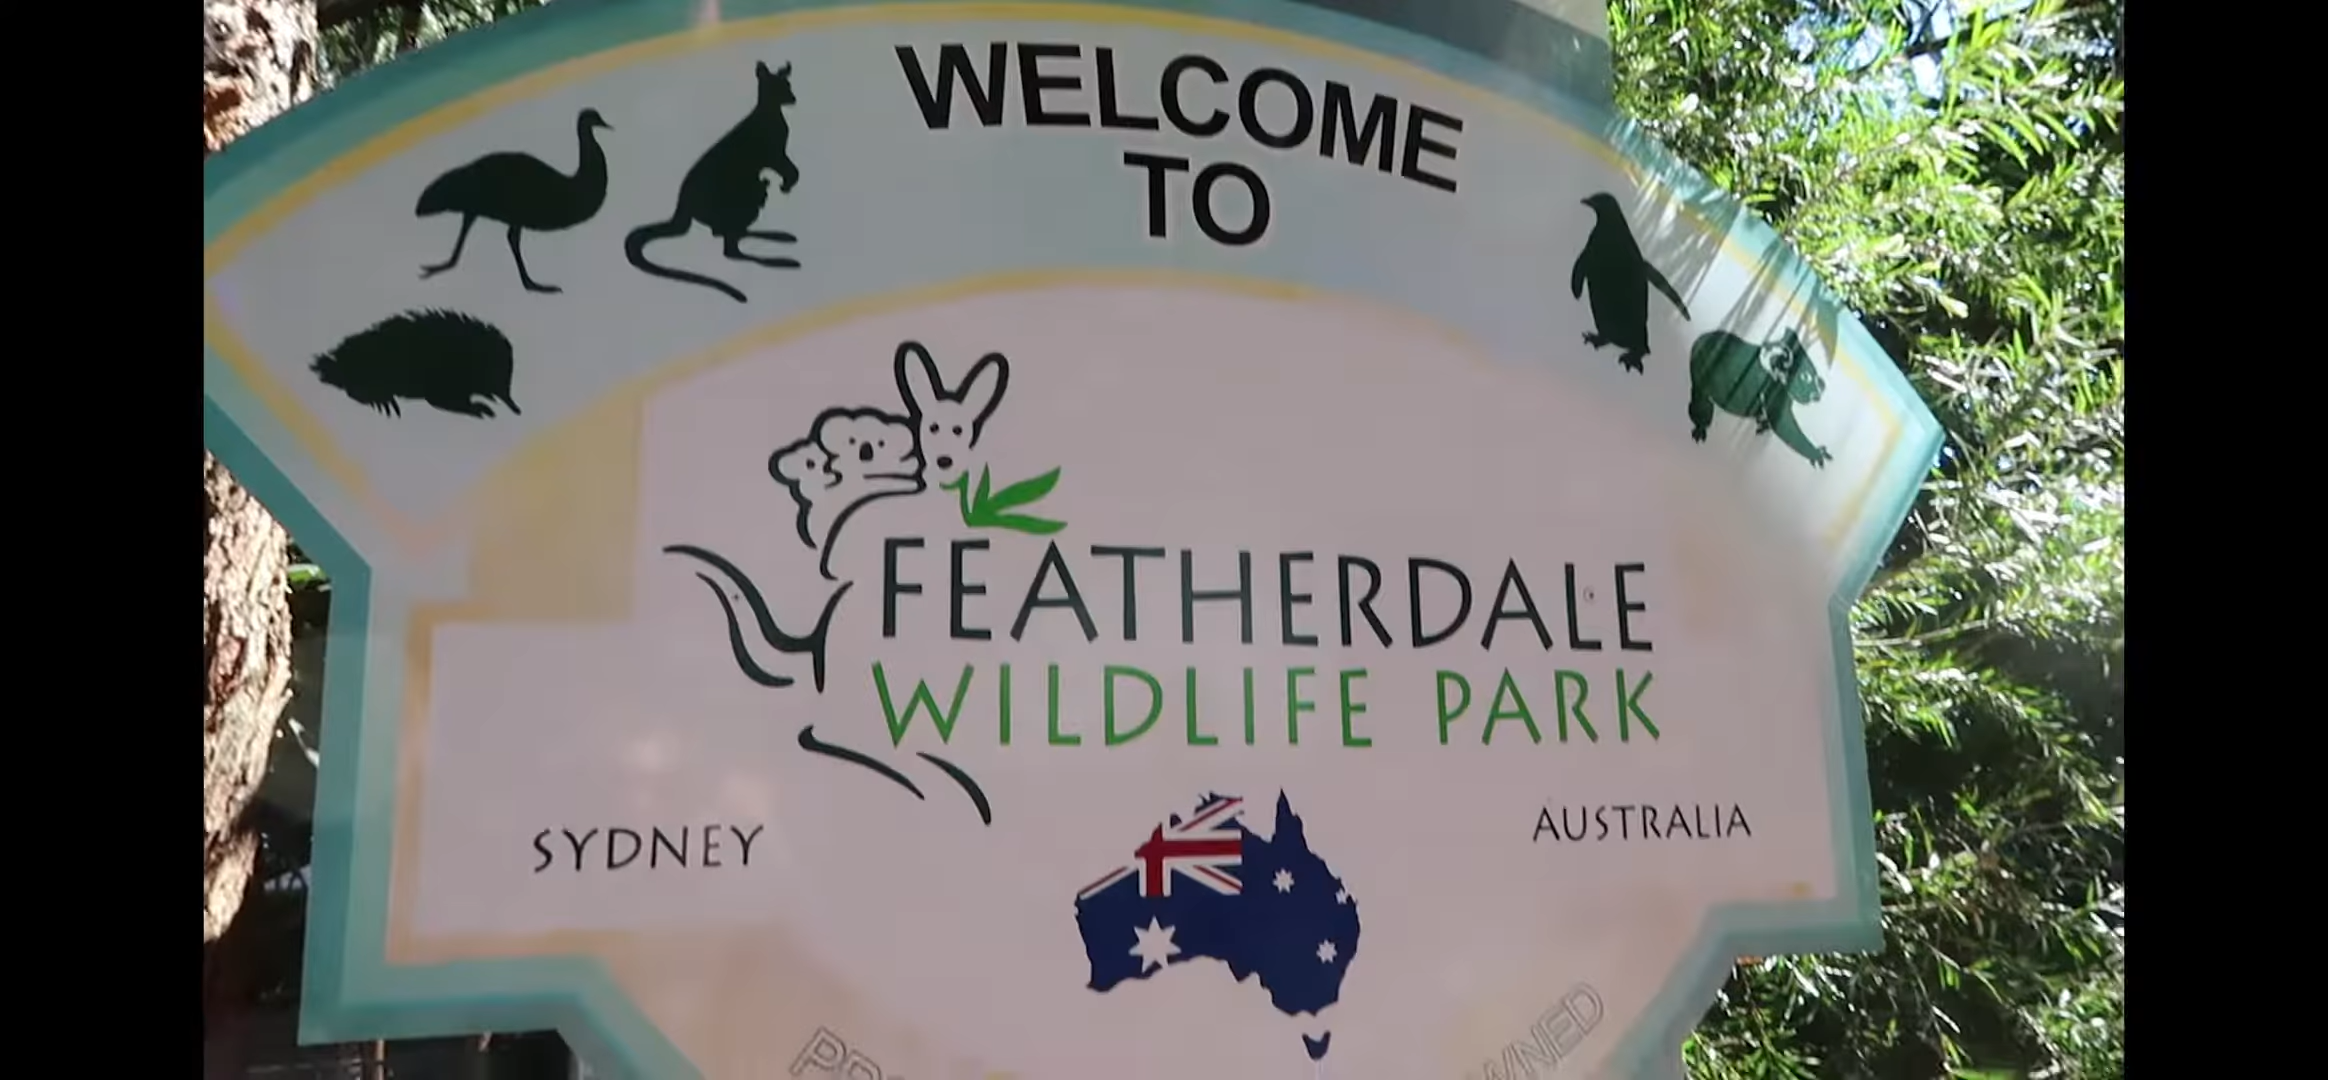 WELCOME
TO
FEATHERDALE
WILDLIFE PARK
SYDNEY
AUSTRALIA